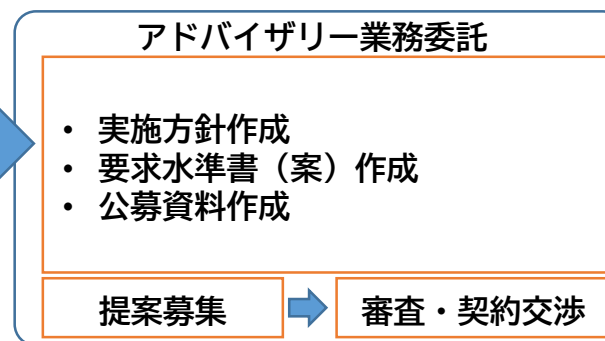 アドバイザリー業務委託
・ 実施方針作成
・ 要求水準書（案）作成
・ 公募資料作成
提案募集
審査・契約交渉